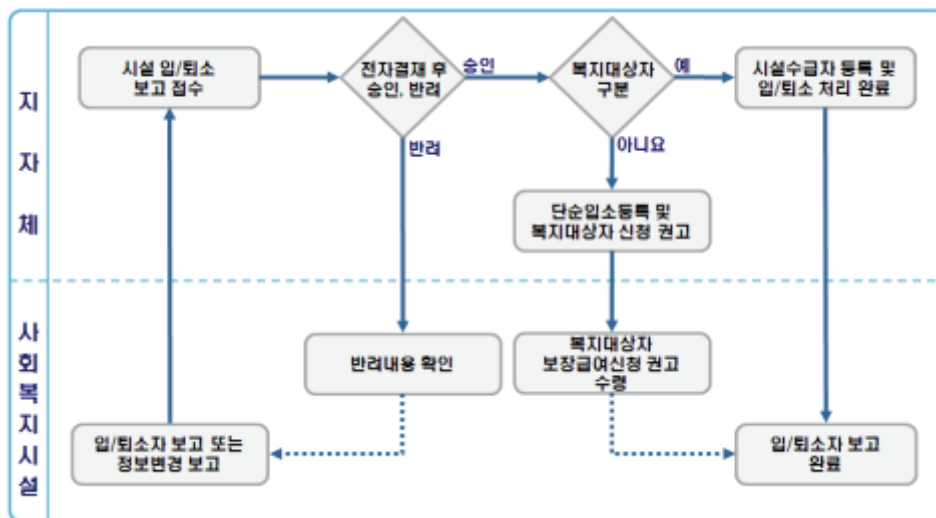 지자체
시설 입/퇴소
보고 접수
전자결재 후
승인, 반려
승인
복지대상자
구분
예
시설수급자 등록 및
입/퇴소 처리 완료
반려
아니요
단순입소등록 및
복지대상자 신청 권고
사회복지시설
반려내용 확인
복지대상자
보장급여신청 권고
수령
입/퇴소자 보고 또는
정보변경 보고
입/퇴소자 보고
완료